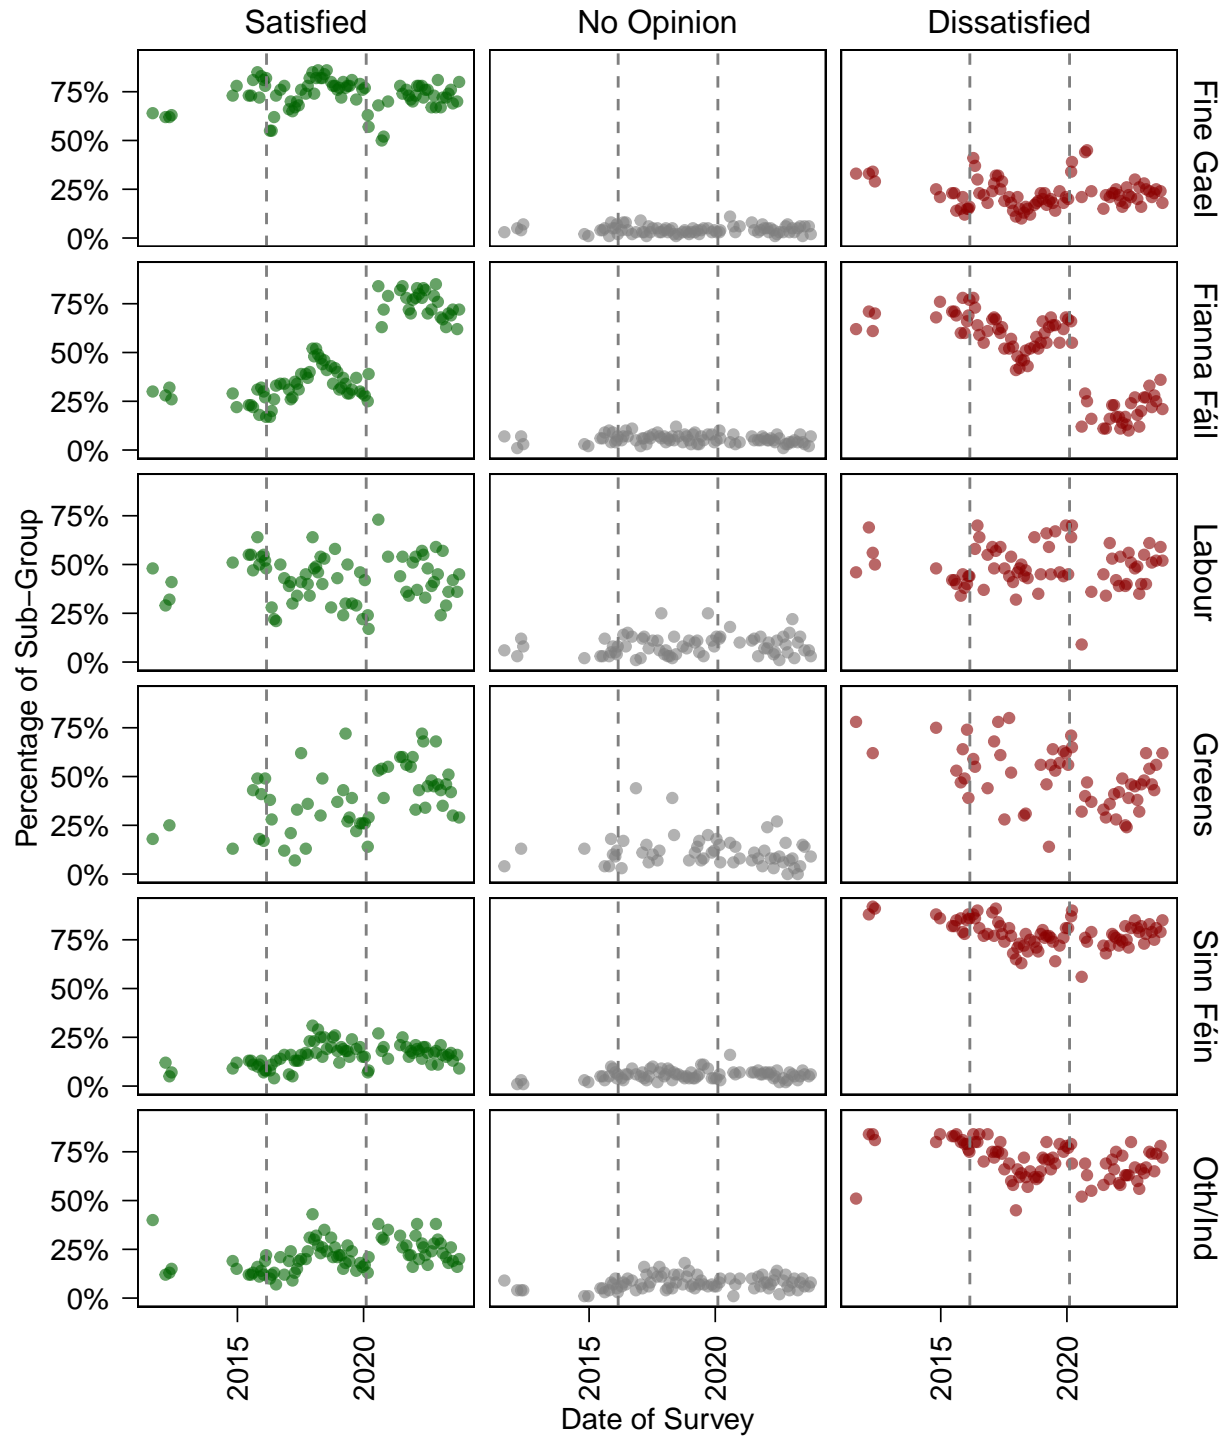 Satisfied No Opinion Dissatisfied
75%
50%
25%
0%
Fine Gael
75%
50%
25%
0%
Fianna Fáil
75%
50%
25%
0%
Labour
75%
50%
25%
0%
Greens
75%
50%
25%
0%
Sinn Féin
75%
50%
25%
0%
Oth/Ind
Percentage of Sub−Group
2015 2020 2015 2020 2015 2020
Date of Survey